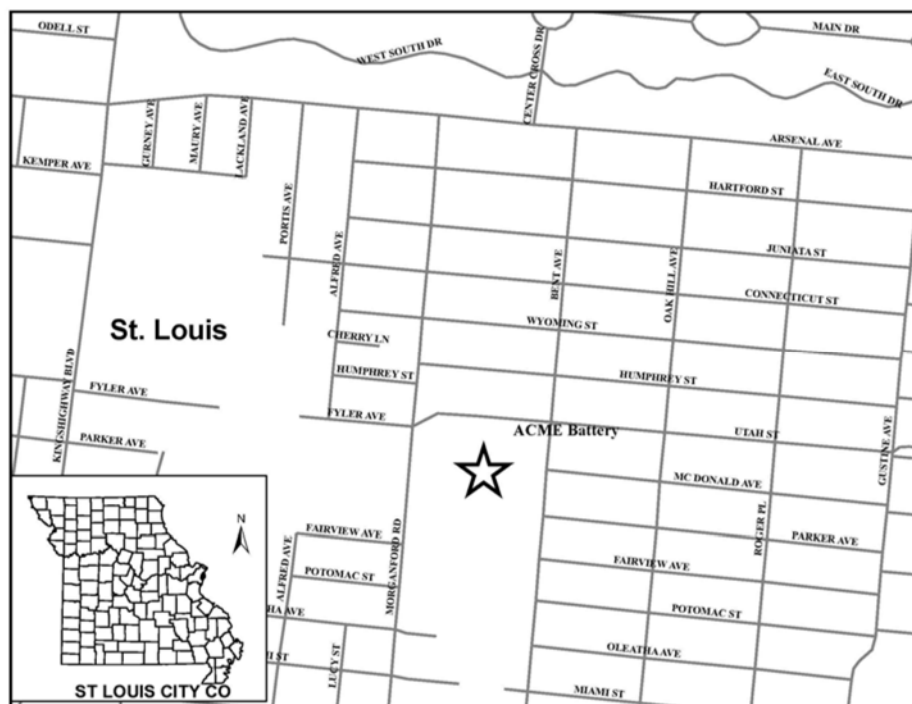 ODELL ST
MAIN DR
WEST SOUTH DR
CENTER CROSS DR
EAST SOUTH DR
GURNEY AVE
MAURY AVE
LACKLAND AVE
ARSENAL AVE
KEMPER AVE
HARTFORD ST
PORTIS AVE
ALFRED AVE
BENT AVE
OAK HILL AVE
JUNIATA ST
CONNECTICUT ST
St. Louis
WYOMING ST
CHERRY LN
HUMPHREY ST
HUMPHREY ST
KINGSHIGHWAY BLVD
FYLER AVE
FYLER AVE
ACME Battery
UTAH ST
GUSTINE AVE
PARKER AVE
MC DONALD AVE
N
FAIRVIEW AVE
MORGANFORD RD
ROGER PL
PARKER AVE
ALFRED AVE
POTOMAC ST
FAIRVIEW AVE
HA AVE
POTOMAC ST
LUCY ST
OLEATHA AVE
MI ST
ST LOUIS CITY CO
MIAMI ST